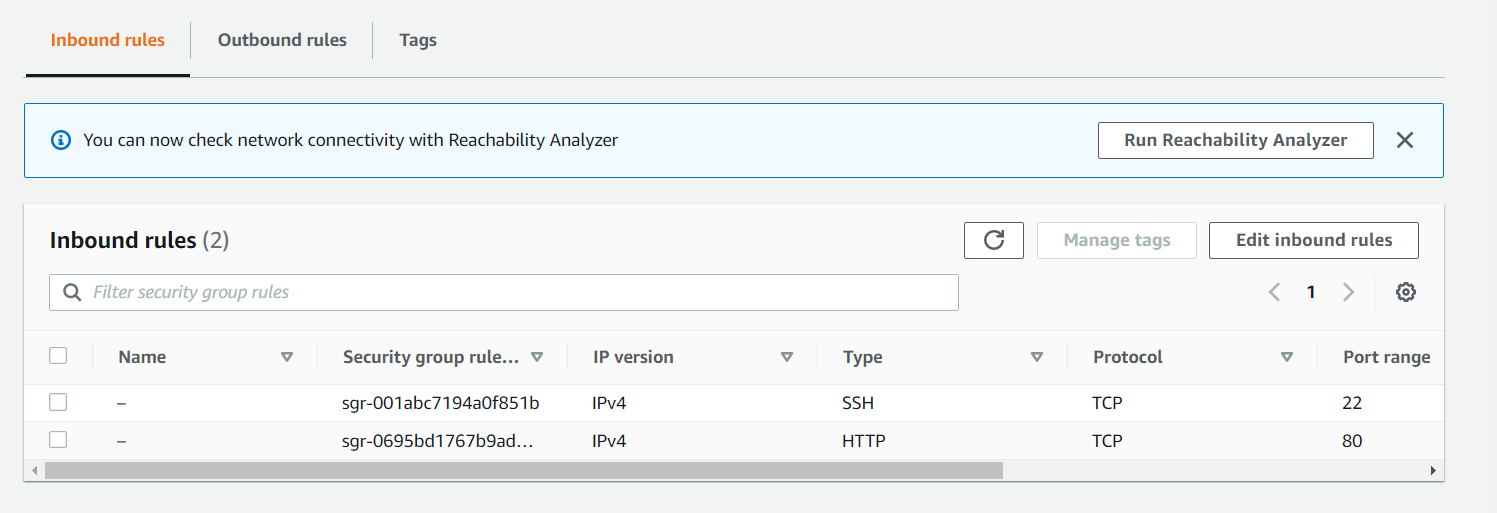 Inbound rules Outbound rules Tags
You can now check network connectivity with Reachability Analyzer Run Reachability Analyzer
Inbound rules (2) Manage tags Edit inbound rules
Filter security group rules 1
Name Security group rule... IP version Type Protocol Port range
– sgr-001abc7194a0f851b IPv4 SSH TCP 22
– sgr-0695bd1767b9ad... IPv4 HTTP TCP 80